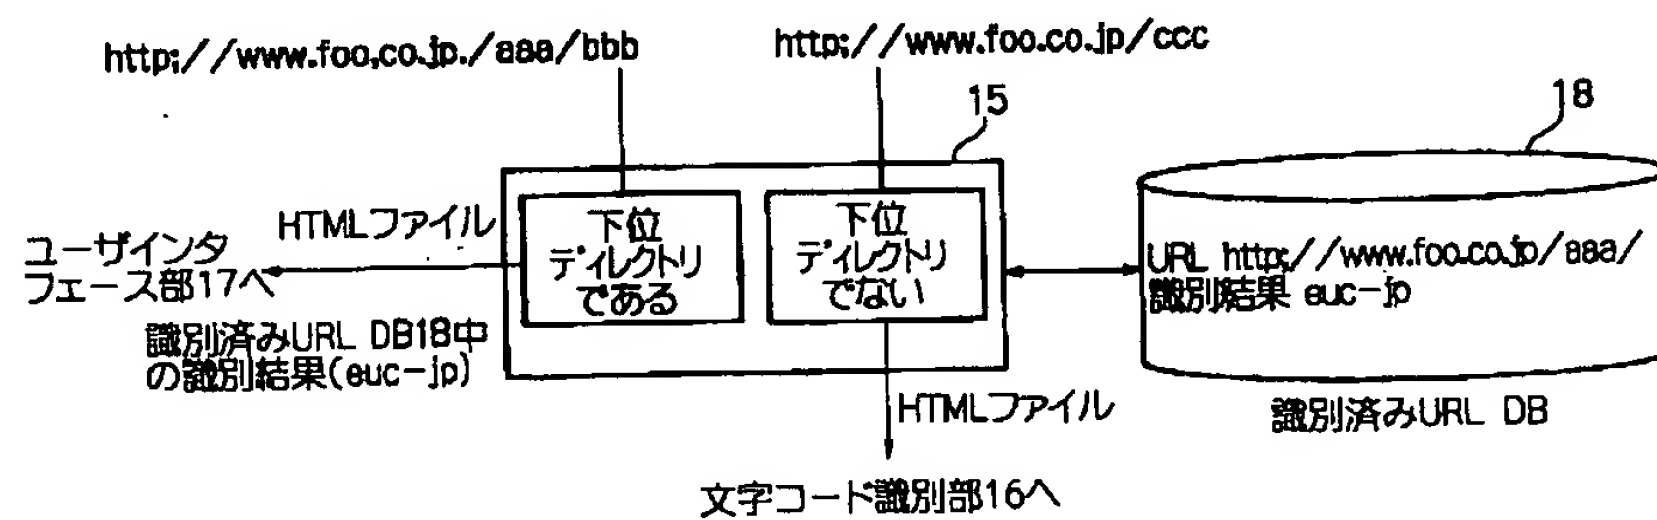 http://www.foo.co.jp./aaa/bbb
http://www.foo.co.jp/ccc
15
18
HTMLファイル
ユーザインタ
フェース部17へ
下位
ディレクトリ
である
下位
ディレクトリ
でない
URL http://www.foo.co.jp/aaa/
識別結果 euc-jp
識別済みURL DB18中
の識別結果(euc-jp)
HTMLファイル
識別済みURL DB
文字コード識別部16へ